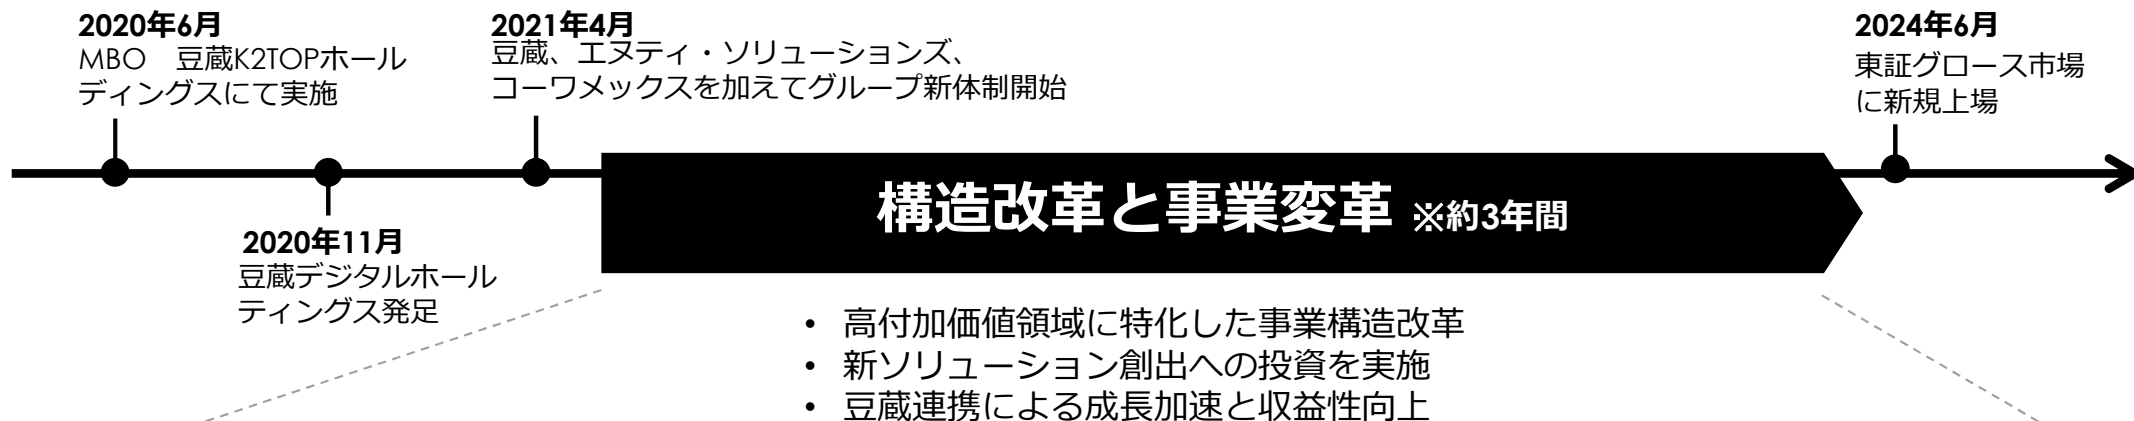 2020年6月
MBO 豆蔵K2TOPホール
ディングスにて実施
2021年4月
豆蔵、エヌティ・ソリューションズ、
コーワメックスを加えてグループ新体制開始
2024年6月
東証グロース市場
に新規上場
構造改革と事業変革 ※約3年間
2020年11月
豆蔵デジタルホール
ティングス発足
• 高付加価値領域に特化した事業構造改革
• 新ソリューション創出への投資を実施
• 豆蔵連携による成長加速と収益性向上